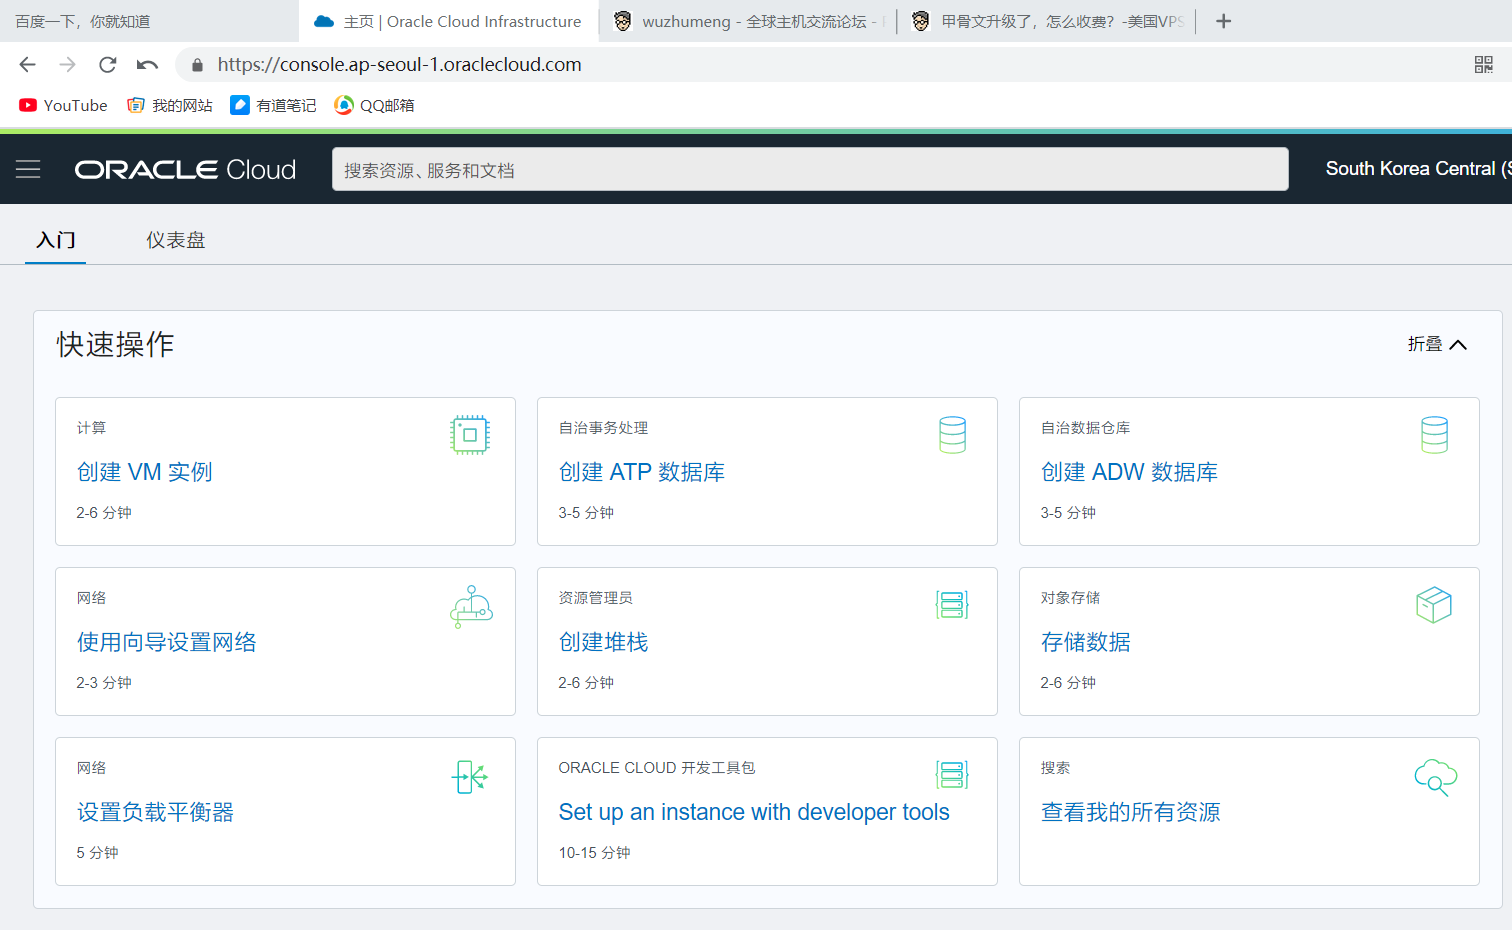 百度一下，你就知道
主页 | Oracle Cloud Infrastructure
wuzhumeng - 全球主机交流论坛 -
甲骨文升级了，怎么收费？-美国VPS
https://console.ap-seoul-1.oraclecloud.com
YouTube
我的网站
有道笔记
QQ邮箱
ORACLE Cloud
搜索资源、服务和文档
South Korea Central (S
入门
仪表盘
快速操作
折叠
计算
创建 VM 实例
2-6 分钟
自治事务处理
创建 ATP 数据库
3-5 分钟
自治数据仓库
创建 ADW 数据库
3-5 分钟
网络
使用向导设置网络
2-3 分钟
资源管理员
创建堆栈
2-6 分钟
对象存储
存储数据
2-6 分钟
网络
设置负载平衡器
5 分钟
ORACLE CLOUD 开发工具包
Set up an instance with developer tools
10-15 分钟
搜索
查看我的所有资源